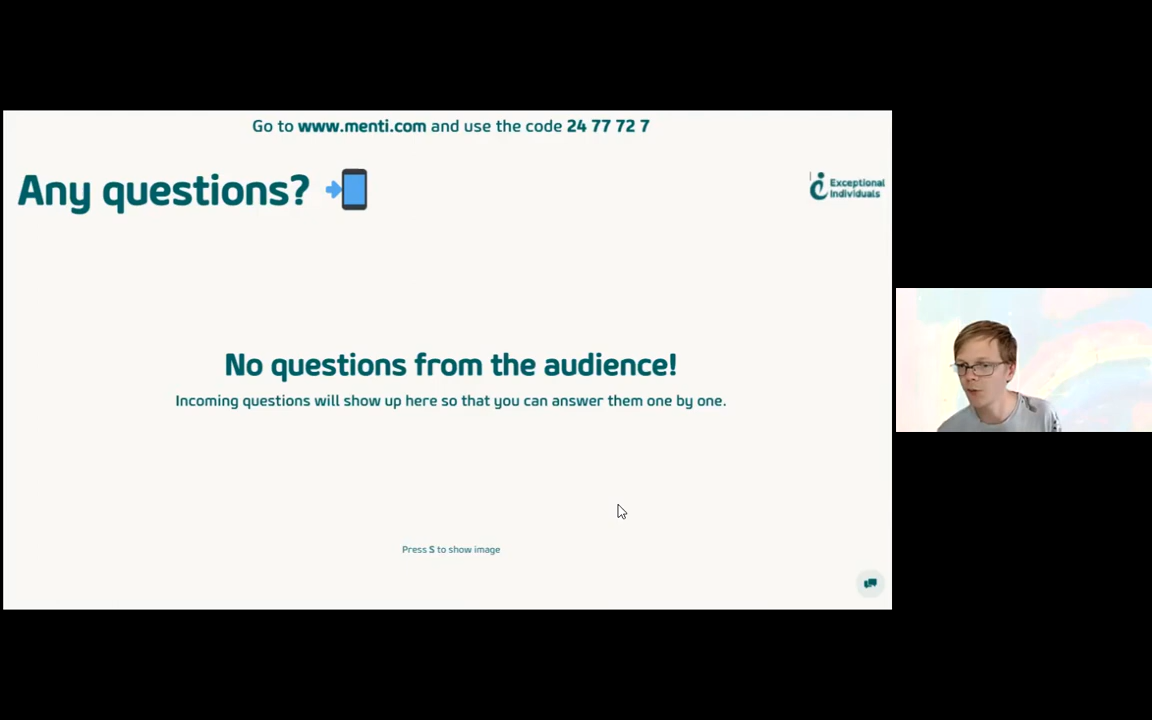 Go to www.menti.com and use the code 24 77 72 7
Any questions?
Exceptional
Individuals
No questions from the audience!
Incoming questions will show up here so that you can answer them one by one.
Press S to show image